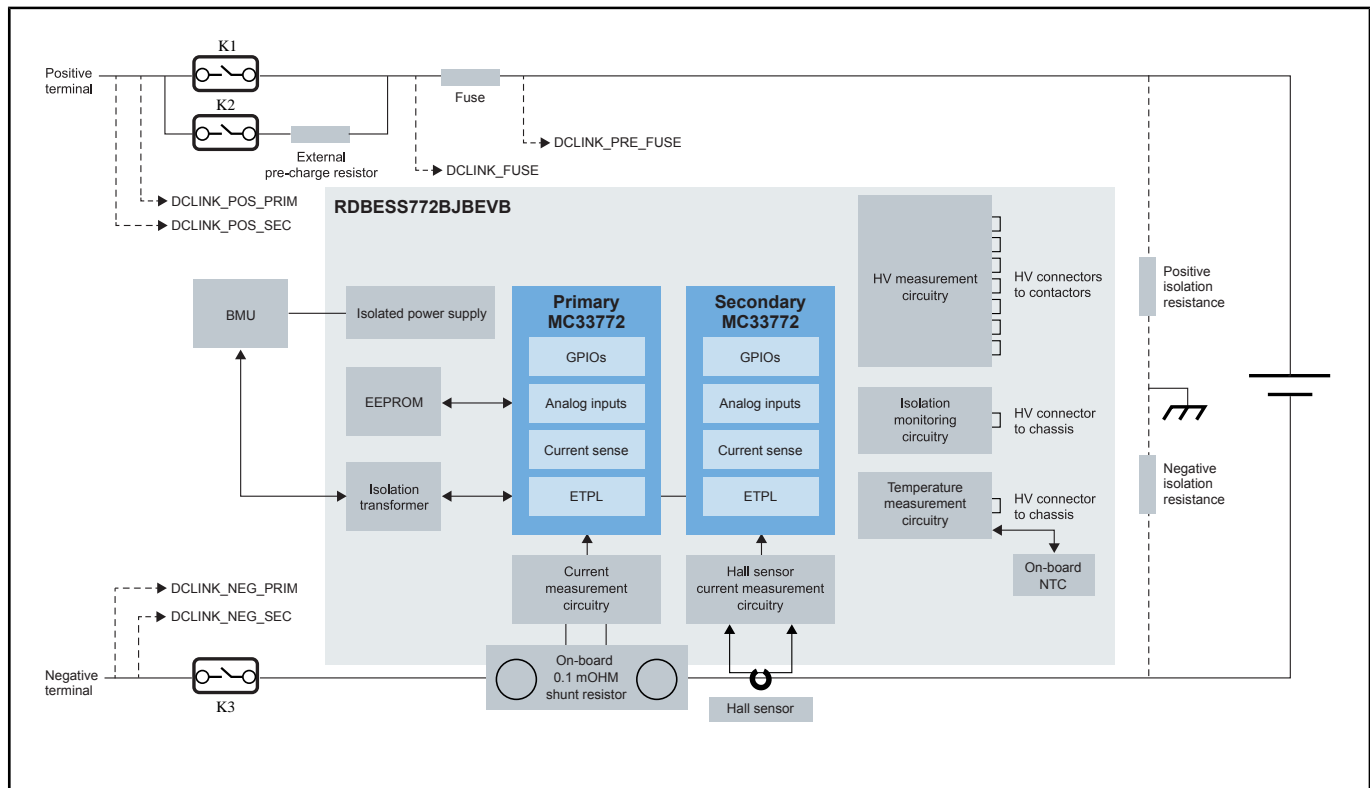 K1
Positive
terminal
K2
Fuse
External
pre-charge resistor
DCLINK_PRE_FUSE
DCLINK_FUSE
DCLINK_POS_PRIM
DCLINK_POS_SEC
RDBESS772BJBEVB
BMU
Isolated power supply
EEPROM
Isolation
transformer
Primary
MC33772
GPIOs
Analog inputs
Current sense
ETPL
Secondary
MC33772
GPIOs
Analog inputs
Current sense
ETPL
HV measurement
circuitry
HV connectors
to contactors
Isolation
monitoring
circuitry
HV connector
to chassis
Temperature
measurement
circuitry
HV connector
to chassis
On-board
NTC
Positive
isolation
resistance
Negative
isolation
resistance
Current
measurement
circuitry
Hall sensor
current measurement
circuitry
DCLINK_NEG_PRIM
DCLINK_NEG_SEC
Negative
terminal
K3
On-board
0.1 mOHM
shunt resistor
Hall sensor